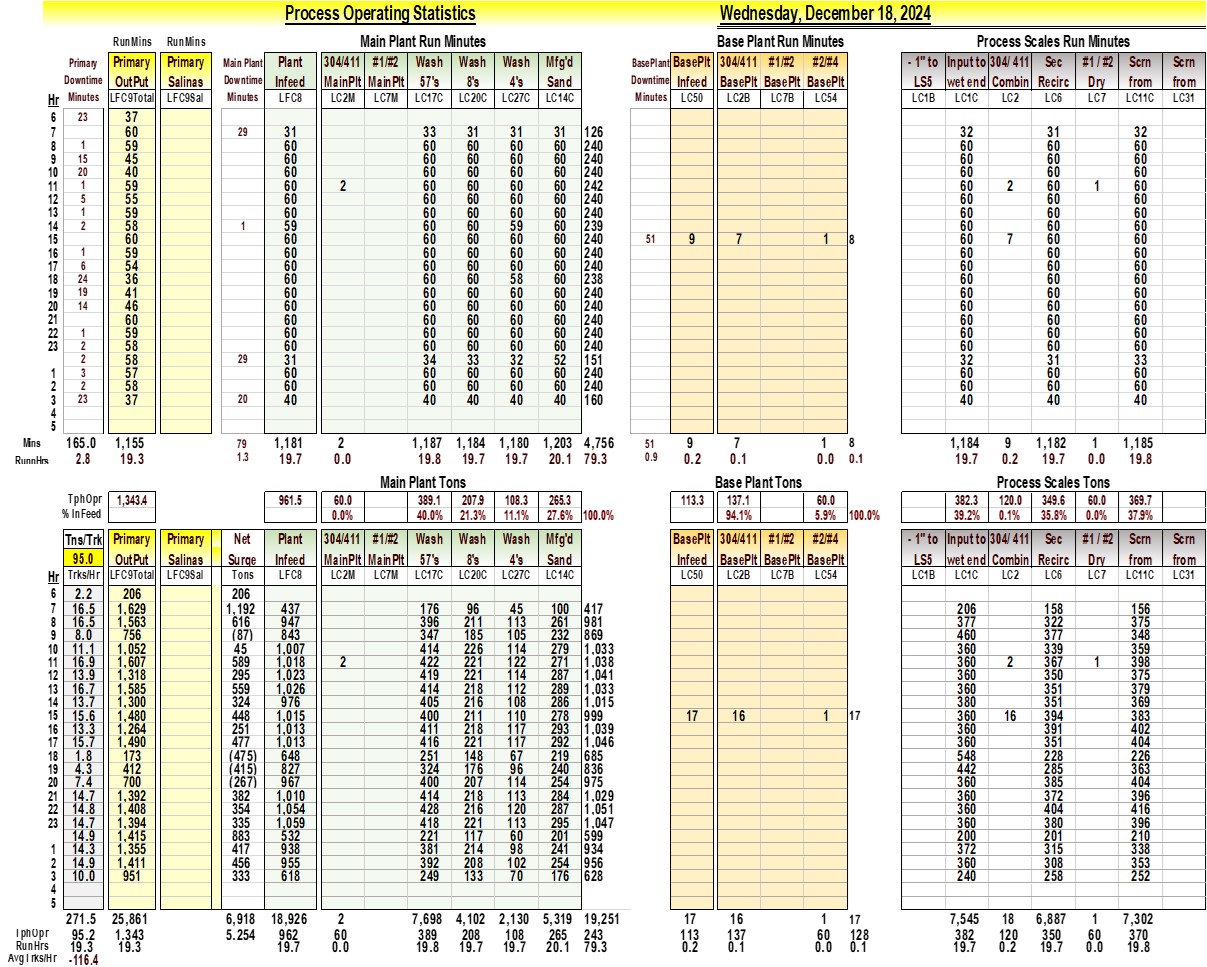 Process Operating Statistics Wednesday, December 18, 2024
RunMins RunMins Main Plant Run Minutes Base Plant Run Minutes Process Scales Run Minutes
Primary Primary Primary Main Plant Plant 304/411 #1/#2 Wash Wash Wash Mfg'd BasePlant BasePlt 304/411 #1/#2 #2/#4 - 1" to Input to 304/ 411 Sec #1 / #2 Scrn Scrn
Downtime OutPut Salinas Downtime Infeed MainPlt MainPlt 57's 8's 4's Sand Downtime Infeed BasePlt BasePlt BasePlt LS5 wet end Combin Recirc Dry from from
Hr Minutes LFC9Total LFC9Sal Minutes LFC8 LC2M LC7M LC17C LC20C LC27C LC14C Minutes LC50 LC2B LC7B LC54 LC1B LC1C LC2 LC6 LC7 LC11C LC31
6 23 37
7 60 29 31 33 31 31 31 126 32 31 32
8 1 59 60 60 60 60 60 240 60 60 60
9 15 45 60 60 60 60 60 240 60 60 60
10 20 40 60 60 60 60 60 240 60 60 60
11 1 59 60 2 60 60 60 60 242 60 2 60 1 60
12 5 55 60 60 60 60 60 240 60 60 60
13 1 59 60 60 60 60 60 240 60 60 60
14 2 58 1 59 60 60 59 60 239 60 60 60
15 60 60 60 60 60 60 240 51 9 7 1 8 60 7 60 60
16 1 59 60 60 60 60 60 240 60 60 60
17 6 54 60 60 60 60 60 240 60 60 60
18 24 36 60 60 60 58 60 238 60 60 60
19 19 41 60 60 60 60 60 240 60 60 60
20 14 46 60 60 60 60 60 240 60 60 60
21 60 60 60 60 60 60 240 60 60 60
22 1 59 60 60 60 60 60 240 60 60 60
23 2 58 60 60 60 60 60 240 60 60 60
2 58 29 31 34 33 32 52 151 32 31 33
1 3 57 60 60 60 60 60 240 60 60 60
2 2 58 60 60 60 60 60 240 60 60 60
3 23 37 20 40 40 40 40 40 160 40 40 40
4
5
Mins 165.0 1,155 79 1,181 2 1,187 1,184 1,180 1,203 4,756 51 9 7 1 8 1,184 9 1,182 1 1,185
RunnHrs 2.8 19.3 1.3 19.7 0.0 19.8 19.7 19.7 20.1 79.3 0.9 0.2 0.1 0.0 0.1 19.7 0.2 19.7 0.0 19.8
Main Plant Tons Base Plant Tons Process Scales Tons
TphOpr 1,343.4 961.5 60.0 389.1 207.9 108.3 265.3 113.3 137.1 60.0 382.3 120.0 349.6 60.0 369.7
% InFeed 0.0% 40.0% 21.3% 11.1% 27.6% 100.0% 94.1% 5.9% 100.0% 39.2% 0.1% 35.8% 0.0% 37.9%
Tns/Trk Primary Primary Net Plant 304/411 #1/#2 Wash Wash Wash Mfg'd BasePlt 304/411 #1/#2 #2/#4 - 1" to Input to 304/ 411 Sec #1 / #2 Scrn Scrn
95.0 OutPut Salinas Surge Infeed MainPlt MainPlt 57's 8's 4's Sand Infeed BasePlt BasePlt BasePlt LS5 wet end Combin Recirc Dry from from
Hr Trks/Hr LFC9Total LFC9Sal Tons LFC8 LC2M LC7M LC17C LC20C LC27C LC14C LC50 LC2B LC7B LC54 LC1B LC1C LC2 LC6 LC7 LC11C LC31
6 2.2 206 206
7 16.5 1,629 1,192 437 176 96 45 100 417 206 158 156
8 16.5 1,563 616 947 396 211 113 261 981 377 322 375
9 8.0 756 (87) 843 347 185 105 232 869 460 377 348
10 11.1 1,052 45 1,007 414 226 114 279 1,033 360 339 359
11 16.9 1,607 589 1,018 2 422 221 122 271 1,038 360 2 367 1 398
12 13.9 1,318 295 1,023 419 221 114 287 1,041 360 350 375
13 16.7 1,585 559 1,026 414 218 112 289 1,033 360 351 379
14 13.7 1,300 324 976 405 216 108 286 1,015 380 351 369
15 15.6 1,480 448 1,015 400 211 110 278 999 17 16 1 17 360 16 394 383
16 13.3 1,264 251 1,013 411 218 117 293 1,039 360 391 402
17 15.7 1,490 477 1,013 416 221 117 292 1,046 360 351 404
18 1.8 173 (475) 648 251 148 67 219 685 548 228 226
19 4.3 412 (415) 827 324 176 96 240 836 442 285 363
20 7.4 700 (267) 967 400 207 114 254 975 360 385 404
21 14.7 1,392 382 1,010 414 218 113 284 1,029 360 372 396
22 14.8 1,408 354 1,054 428 216 120 287 1,051 360 404 416
23 14.7 1,394 335 1,059 418 221 113 295 1,047 360 380 396
14.9 1,415 883 532 221 117 60 201 599 200 201 210
1 14.3 1,355 417 938 381 214 98 241 934 372 315 338
2 14.9 1,411 456 955 392 208 102 254 956 360 308 353
3 10.0 951 333 618 249 133 70 176 628 240 258 252
4
5
271.5 25,861 6,918 18,926 2 7,698 4,102 2,130 5,319 19,251 17 16 1 17 7,545 18 6,887 1 7,302
TphOpr 95.2 1.343 5.254 962 60 389 208 108 265 243 113 137 60 128 382 120 350 60 370
RunHrs 19.3 19.3 19.7 0.0 19.8 19.7 19.7 20.1 79.3 0.2 0.1 0.0 0.1 19.7 0.2 19.7 0.0 19.8
AvgTrks/Hr -116.4